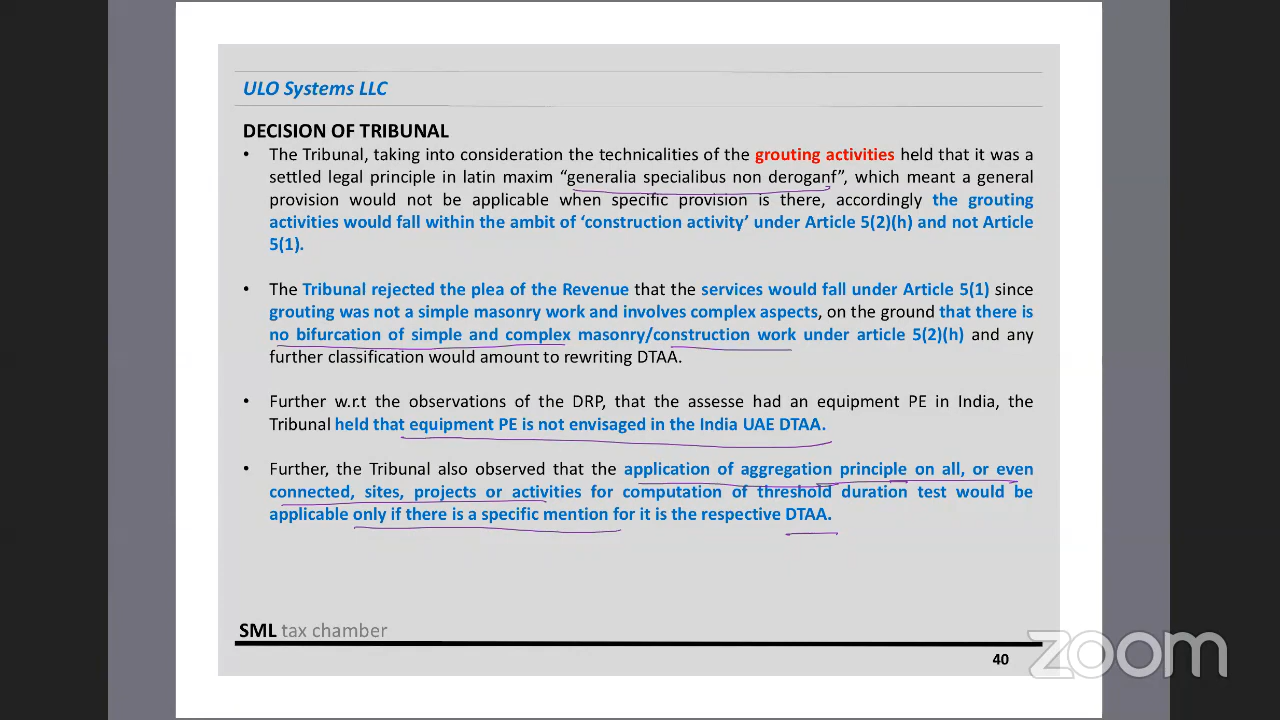 ULO Systems LLC
DECISION OF TRIBUNAL
• The Tribunal, taking into consideration the technicalities of the grouting activities held that it was a
settled legal principle in latin maxim “generalia specialibus non deroganf”, which meant a general
provision would not be applicable when specific provision is there, accordingly the grouting
activities would fall within the ambit of ‘construction activity’ under Article 5(2)(h) and not Article
5(1).
• The Tribunal rejected the plea of the Revenue that the services would fall under Article 5(1) since
grouting was not a simple masonry work and involves complex aspects, on the ground that there is
no bifurcation of simple and complex masonry/construction work under article 5(2)(h) and any
further classification would amount to rewriting DTAA.
• Further w.r.t the observations of the DRP, that the assesse had an equipment PE in India, the
Tribunal held that equipment PE is not envisaged in the India UAE DTAA.
• Further, the Tribunal also observed that the application of aggregation principle on all, or even
connected, sites, projects or activities for computation of threshold duration test would be
applicable only if there is a specific mention for it is the respective DTAA.
SML tax chamber
40
zoom